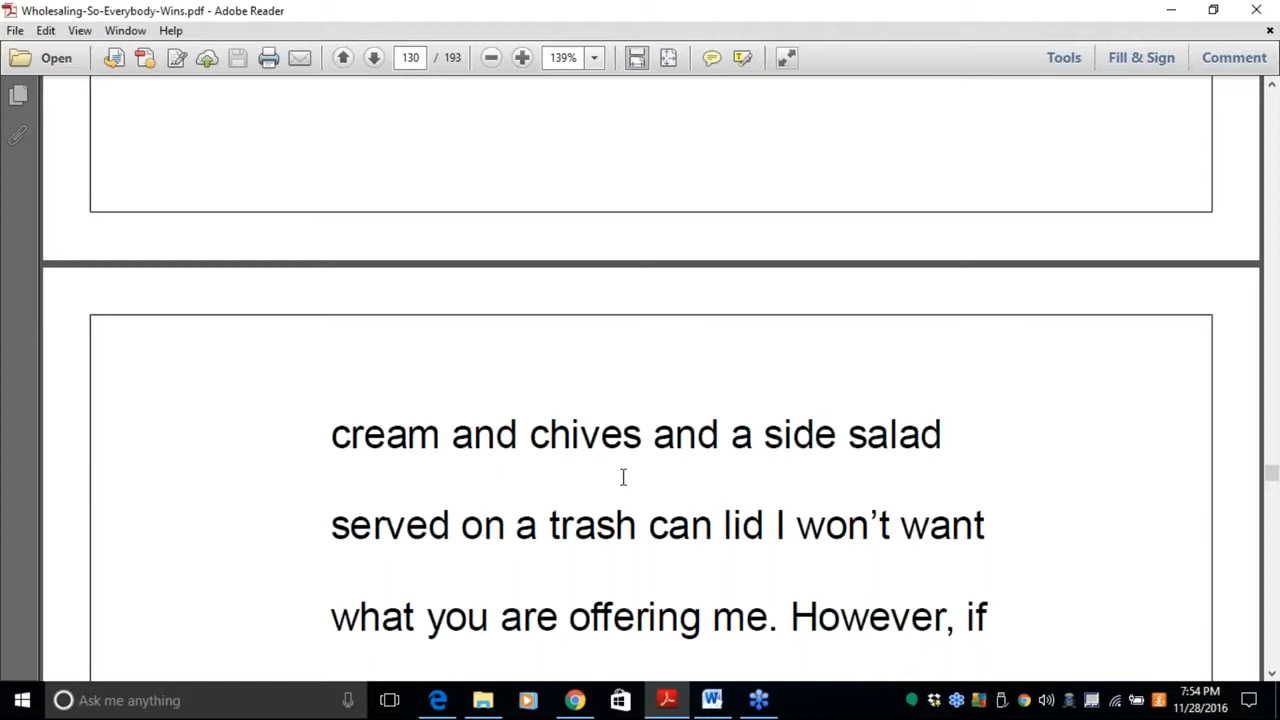 Wholesaling-So-Everybody-Wins.pdf - Adobe Reader
File Edit View Window Help
Open 130 / 193 139% Tools Fill & Sign Comment
cream and chives and a side salad
served on a trash can lid I won’t want
what you are offering me. However, if
Ask me anything
7:54 PM
11/28/2016